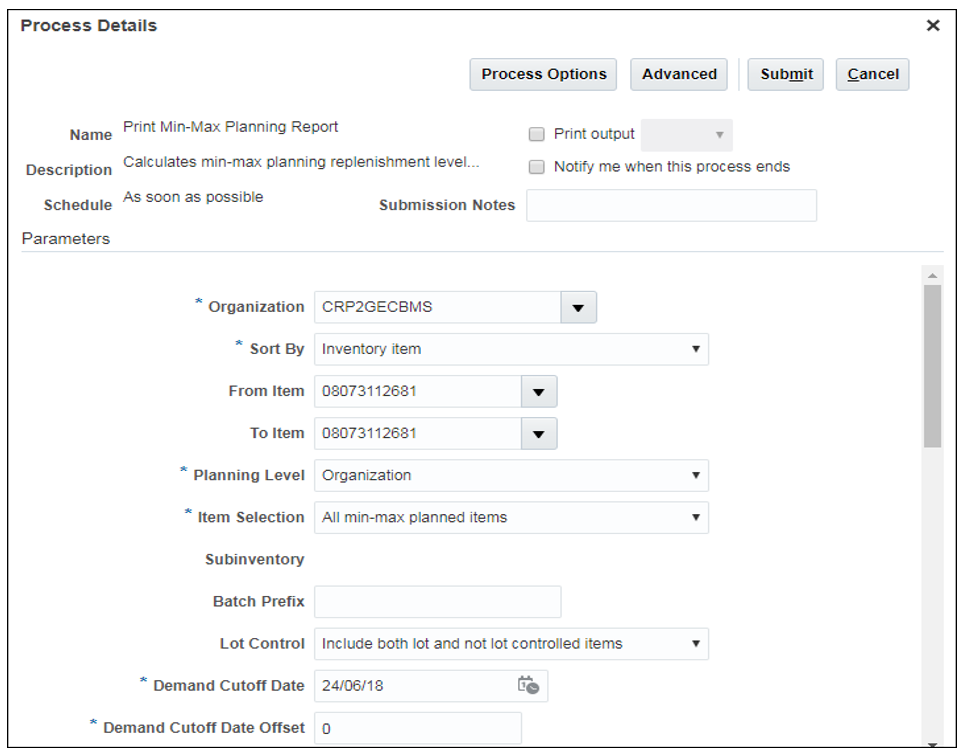 Process Details
Process Options Advanced Submit Cancel
Name Print Min-Max Planning Report Print output
Description Calculates min-max planning replenishment level... Notify me when this process ends
Schedule As soon as possible Submission Notes
Parameters
* Organization CRP2GECBMS
* Sort By Inventory item
From Item 08073112681
To Item 08073112681
* Planning Level Organization
* Item Selection All min-max planned items
Subinventory
Batch Prefix
Lot Control Include both lot and not lot controlled items
* Demand Cutoff Date 24/06/18
* Demand Cutoff Date Offset 0